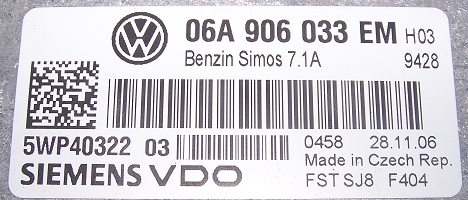 06A 906 033 EM H03
Benzin Simos 7.1A 9428
5WP40322 03 0458 28.11.06
Made in Czech Rep.
SIEMENS VDO FST SJ8 F404